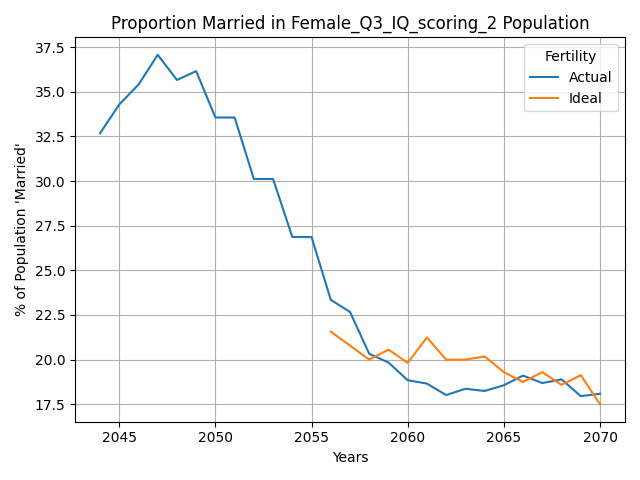 Proportion Married in Female_Q3_IQ_scoring_2 Population
Fertility
Actual
Ideal
% of Population 'Married'
37.5
35.0
32.5
30.0
27.5
25.0
22.5
20.0
17.5
2045 2050 2055 2060 2065 2070
Years